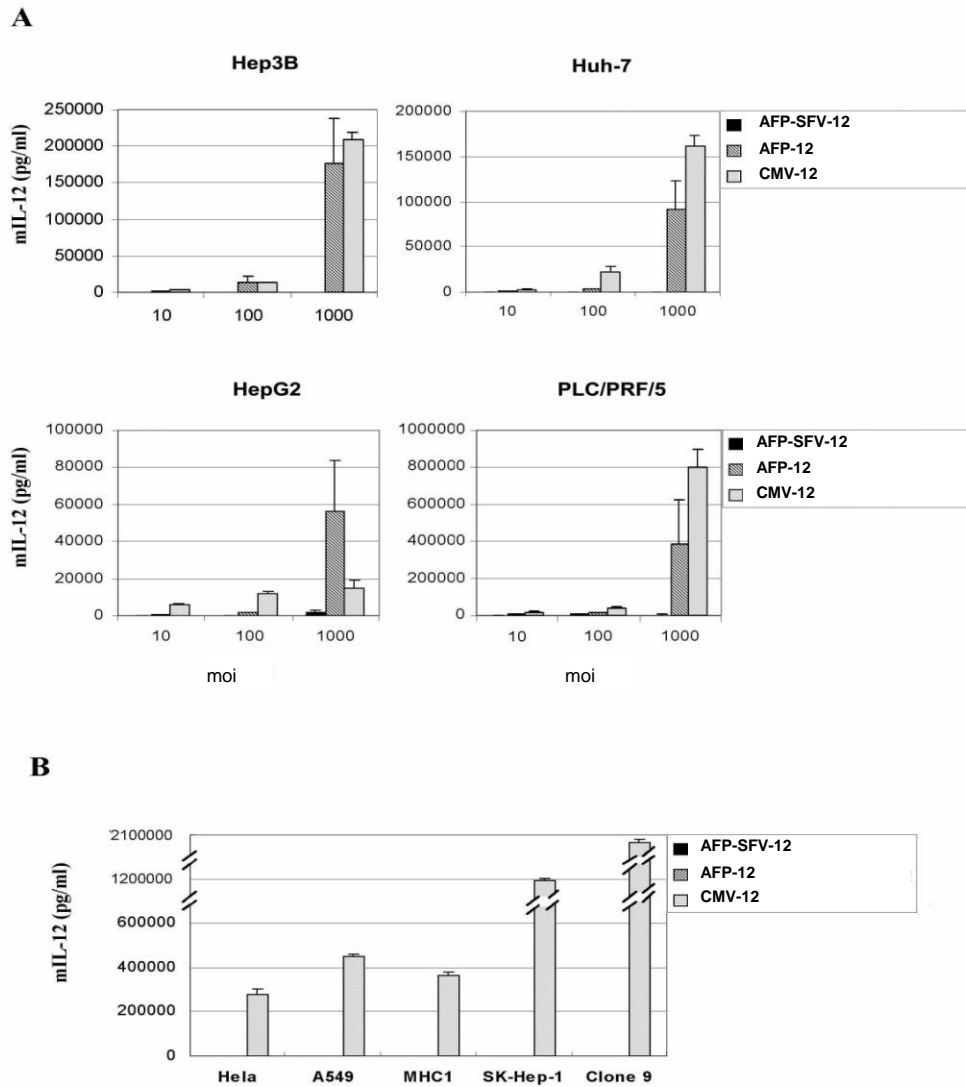 A
Hep3B
mIL-12 (pg/ml)
250000
200000
150000
100000
50000
0
10 100 1000
Huh-7
200000
150000
100000
50000
0
10 100 1000
AFP-SFV-12
AFP-12
CMV-12
HepG2
mIL-12 (pg/ml)
100000
80000
60000
40000
20000
0
10 100 1000
moi
PLC/PRF/5
1000000
800000
600000
400000
200000
0
10 100 1000
moi
AFP-SFV-12
AFP-12
CMV-12
B
mIL-12 (pg/ml)
2100000
1200000
600000
400000
200000
0
Hela A549 MHC1 SK-Hep-1 Clone 9
AFP-SFV-12
AFP-12
CMV-12